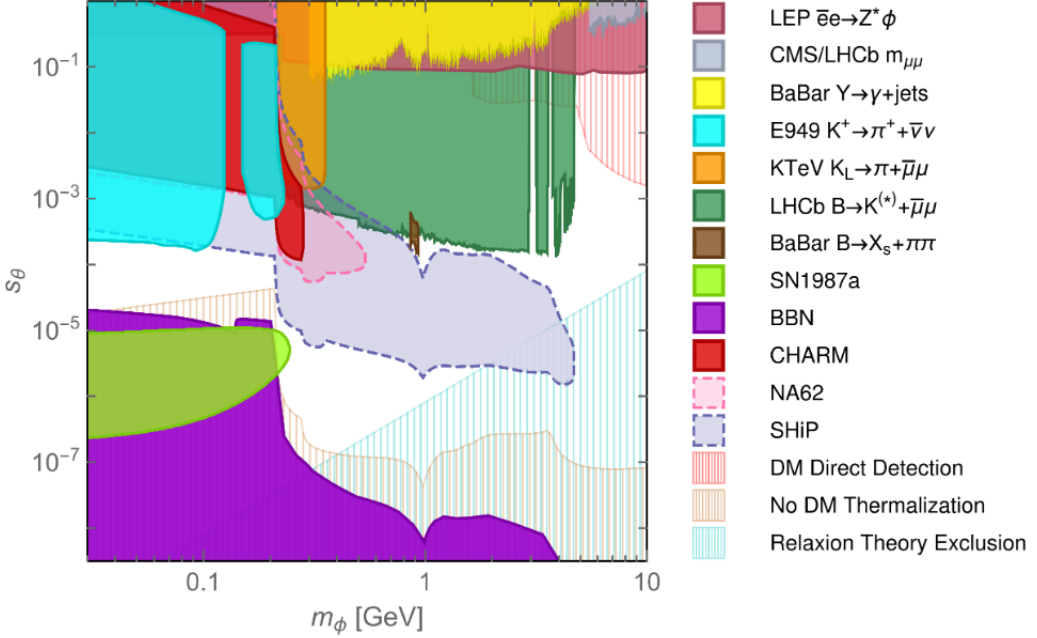 10⁻¹
10⁻³
10⁻⁵
10⁻⁷
s_θ
0.1
1
10
m_ϕ [GeV]
LEP e̅e→Z*ϕ
CMS/LHCb m_μμ
BaBar Υ→γ+jets
E949 K⁺→π⁺+ν̅ν
KTeV K_L→π+μ̅μ
LHCb B→K⁽*⁾+μ̅μ
BaBar B→X_s+ππ
SN1987a
BBN
CHARM
NA62
SHiP
DM Direct Detection
No DM Thermalization
Relaxion Theory Exclusion